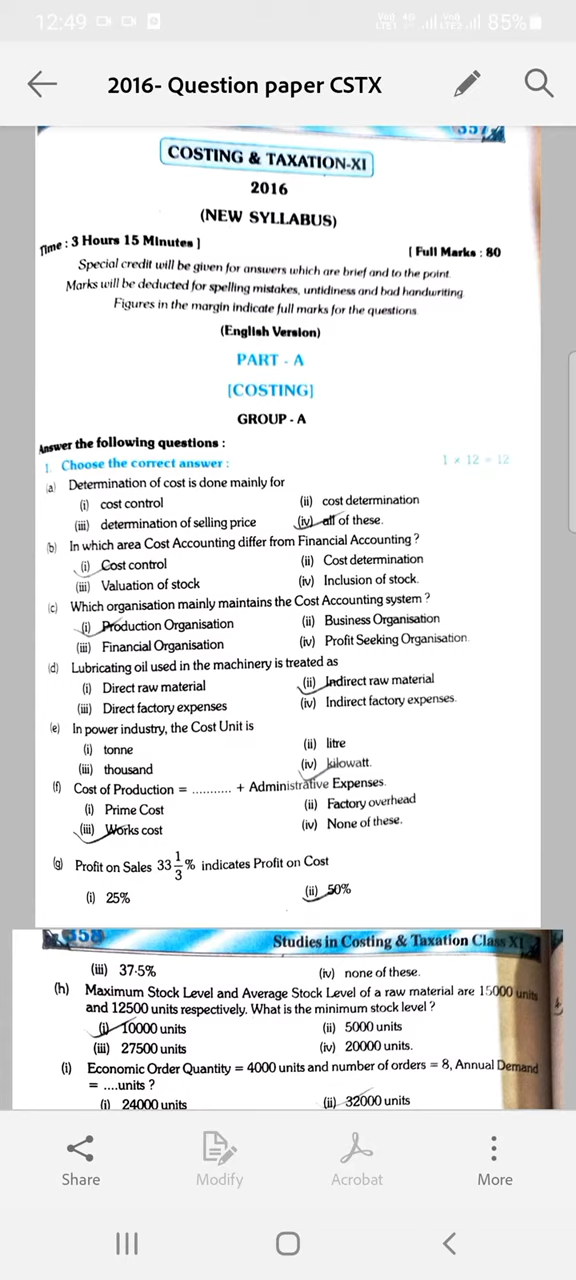 12:49
VoD 4G LTE1 VoD LTE2 85%
2016- Question paper CSTX
357
COSTING & TAXATION-XI
2016
(NEW SYLLABUS)
Time : 3 Hours 15 Minutes ]
[ Full Marks : 80
Special credit will be given for answers which are brief and to the point.
Marks will be deducted for spelling mistakes, untidiness and bad handwriting
Figures in the margin indicate full marks for the questions
(English Version)
PART - A
[COSTING]
GROUP - A
Answer the following questions :
1. Choose the correct answer :
1 × 12 = 12
(a) Determination of cost is done mainly for
(i) cost control
(ii) cost determination
(iii) determination of selling price
(iv) all of these.
(b) In which area Cost Accounting differ from Financial Accounting ?
(i) Cost control
(ii) Cost determination
(iii) Valuation of stock
(iv) Inclusion of stock.
(c) Which organisation mainly maintains the Cost Accounting system ?
(i) Production Organisation
(ii) Business Organisation
(iii) Financial Organisation
(iv) Profit Seeking Organisation.
(d) Lubricating oil used in the machinery is treated as
(i) Direct raw material
(ii) Indirect raw material
(iii) Direct factory expenses
(iv) Indirect factory expenses.
(e) In power industry, the Cost Unit is
(i) tonne
(ii) litre
(iii) thousand
(iv) kilowatt.
(f) Cost of Production = .......... + Administrative Expenses.
(i) Prime Cost
(ii) Factory overhead
(iii) Works cost
(iv) None of these.
(g) Profit on Sales 33 1/3 % indicates Profit on Cost
(i) 25%
(ii) 50%
358
Studies in Costing & Taxation Class XI
(iii) 37·5%
(iv) none of these.
(h) Maximum Stock Level and Average Stock Level of a raw material are 15000 units
and 12500 units respectively. What is the minimum stock level ?
(i) 10000 units
(ii) 5000 units
(iii) 27500 units
(iv) 20000 units.
(i) Economic Order Quantity = 4000 units and number of orders = 8, Annual Demand
= ....units ?
(i) 24000 units
(ii) 32000 units
Share
Modify
Acrobat
More